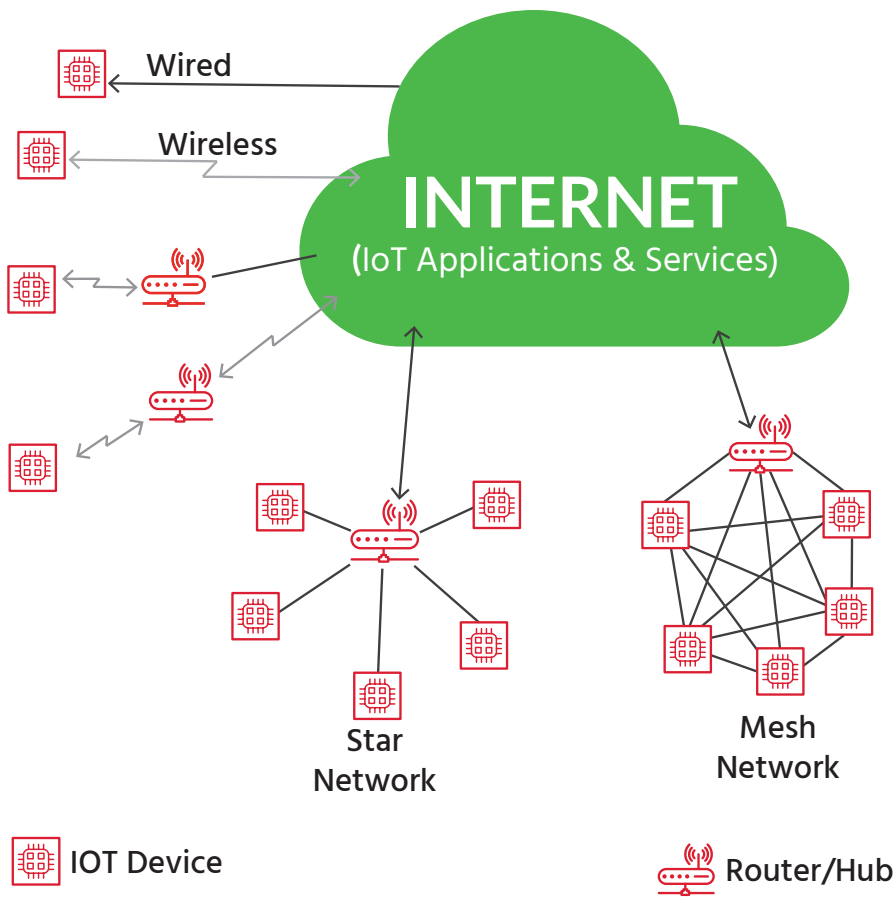 Wired
Wireless
INTERNET
(IoT Applications & Services)
Star
Network
Mesh
Network
IOT Device
Router/Hub